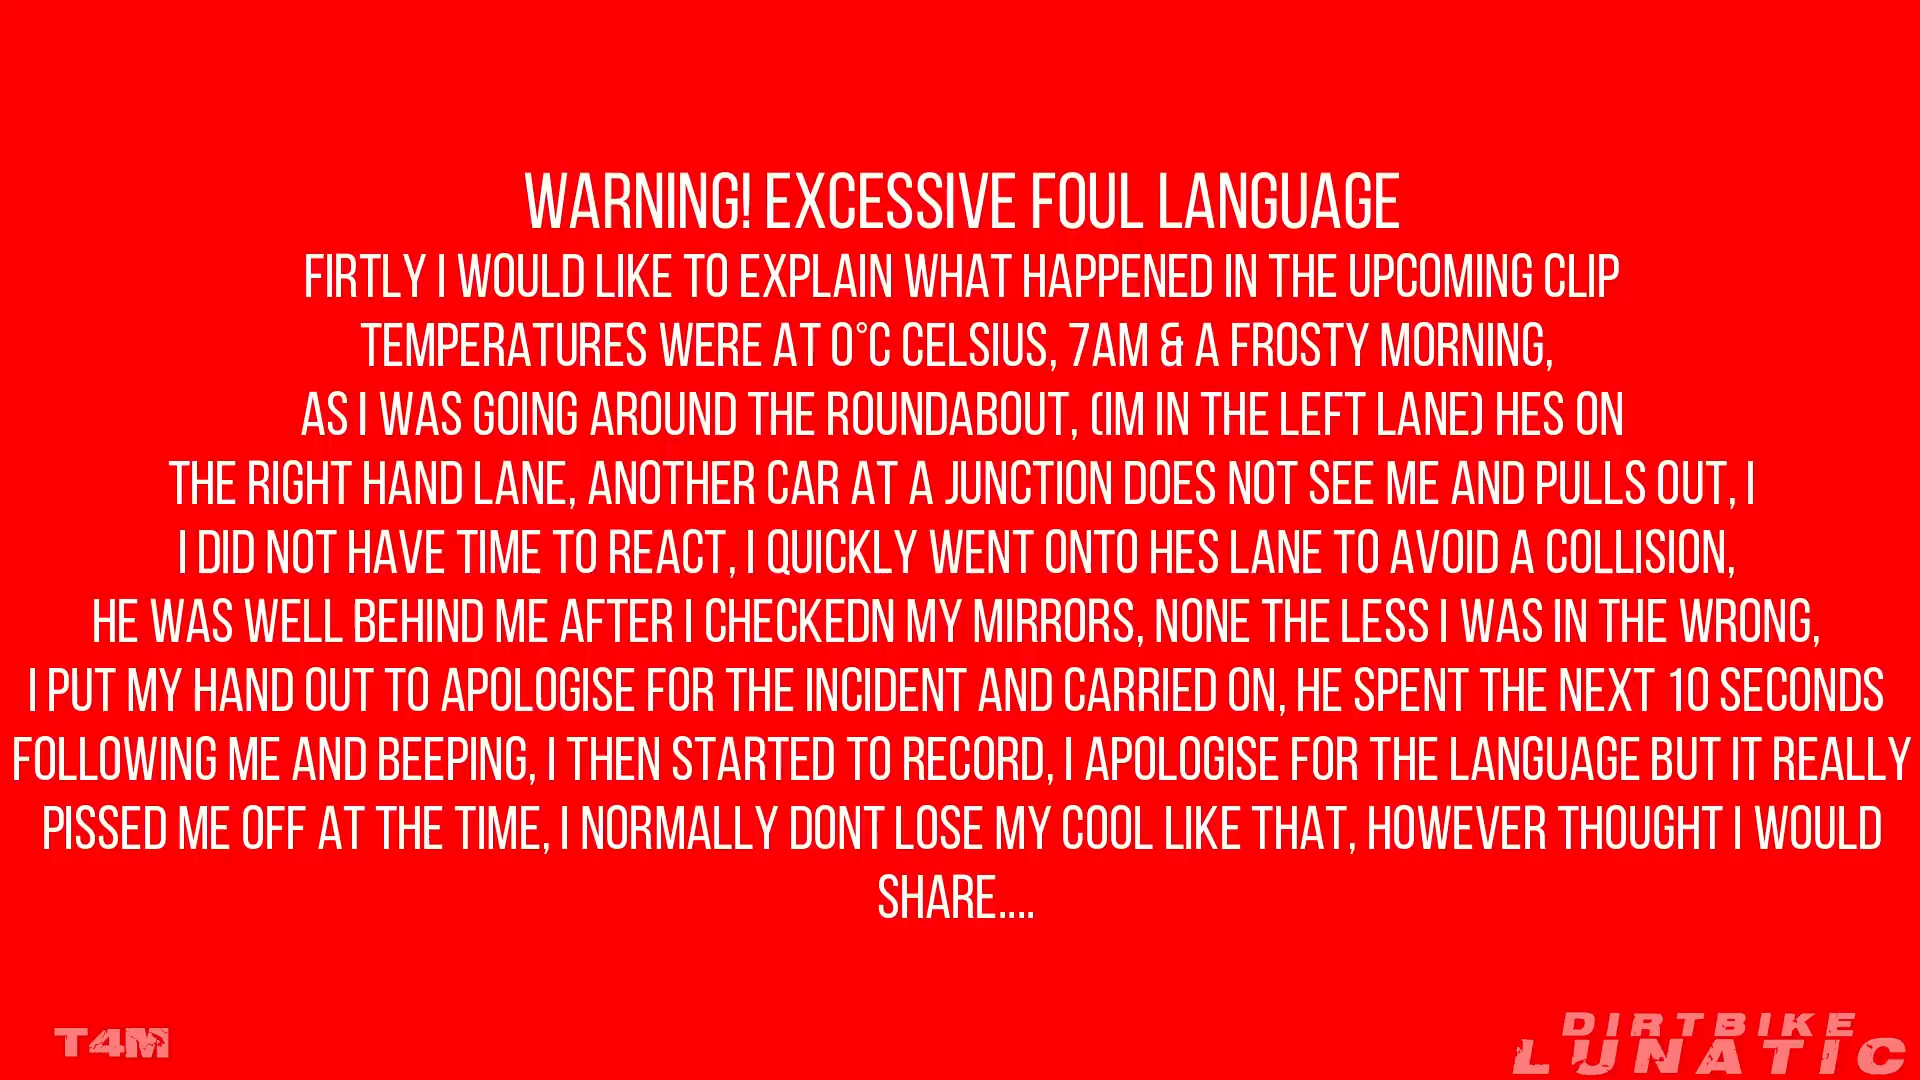 WARNING! EXCESSIVE FOUL LANGUAGE
FIRTLY I WOULD LIKE TO EXPLAIN WHAT HAPPENED IN THE UPCOMING CLIP
TEMPERATURES WERE AT 0°C CELSIUS, 7AM & A FROSTY MORNING,
AS I WAS GOING AROUND THE ROUNDABOUT, (IM IN THE LEFT LANE) HES ON
THE RIGHT HAND LANE, ANOTHER CAR AT A JUNCTION DOES NOT SEE ME AND PULLS OUT, I
I DID NOT HAVE TIME TO REACT, I QUICKLY WENT ONTO HES LANE TO AVOID A COLLISION,
HE WAS WELL BEHIND ME AFTER I CHECKEDN MY MIRRORS, NONE THE LESS I WAS IN THE WRONG,
I PUT MY HAND OUT TO APOLOGISE FOR THE INCIDENT AND CARRIED ON, HE SPENT THE NEXT 10 SECONDS
FOLLOWING ME AND BEEPING, I THEN STARTED TO RECORD, I APOLOGISE FOR THE LANGUAGE BUT IT REALLY
PISSED ME OFF AT THE TIME, I NORMALLY DONT LOSE MY COOL LIKE THAT, HOWEVER THOUGHT I WOULD
SHARE....
T4M
DIRTBIKE
LUNATIC